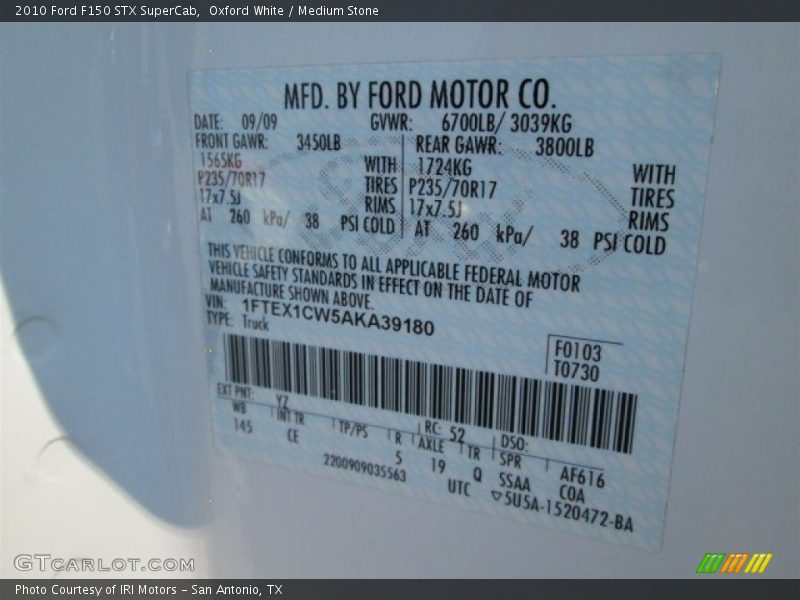 2010 Ford F150 STX SuperCab, Oxford White / Medium Stone
MFD. BY FORD MOTOR CO.
DATE: 09/09 GVWR: 6700LB/ 3039KG
FRONT GAWR: 3450LB REAR GAWR: 3800LB
1565KG WITH 1724KG WITH
P235/70R17 TIRES P235/70R17 TIRES
17x7.5J RIMS 17x7.5J RIMS
AT 260 kPa/ 38 PSI COLD AT 260 kPa/ 38 PSI COLD
THIS VEHICLE CONFORMS TO ALL APPLICABLE FEDERAL MOTOR
VEHICLE SAFETY STANDARDS IN EFFECT ON THE DATE OF
MANUFACTURE SHOWN ABOVE.
VIN: 1FTEX1CW5AKA39180
TYPE: Truck
F0103
T0730
EXT PNT: YZ RC: 52 DSO:
WB INT TR TP/PS R AXLE TR SPR AF616
145 CE 5 19 Q SSAA COA
2200909035563 UTC ▽5U5A-1520472-BA
GTCARLOT.COM
Photo Courtesy of IRI Motors – San Antonio, TX